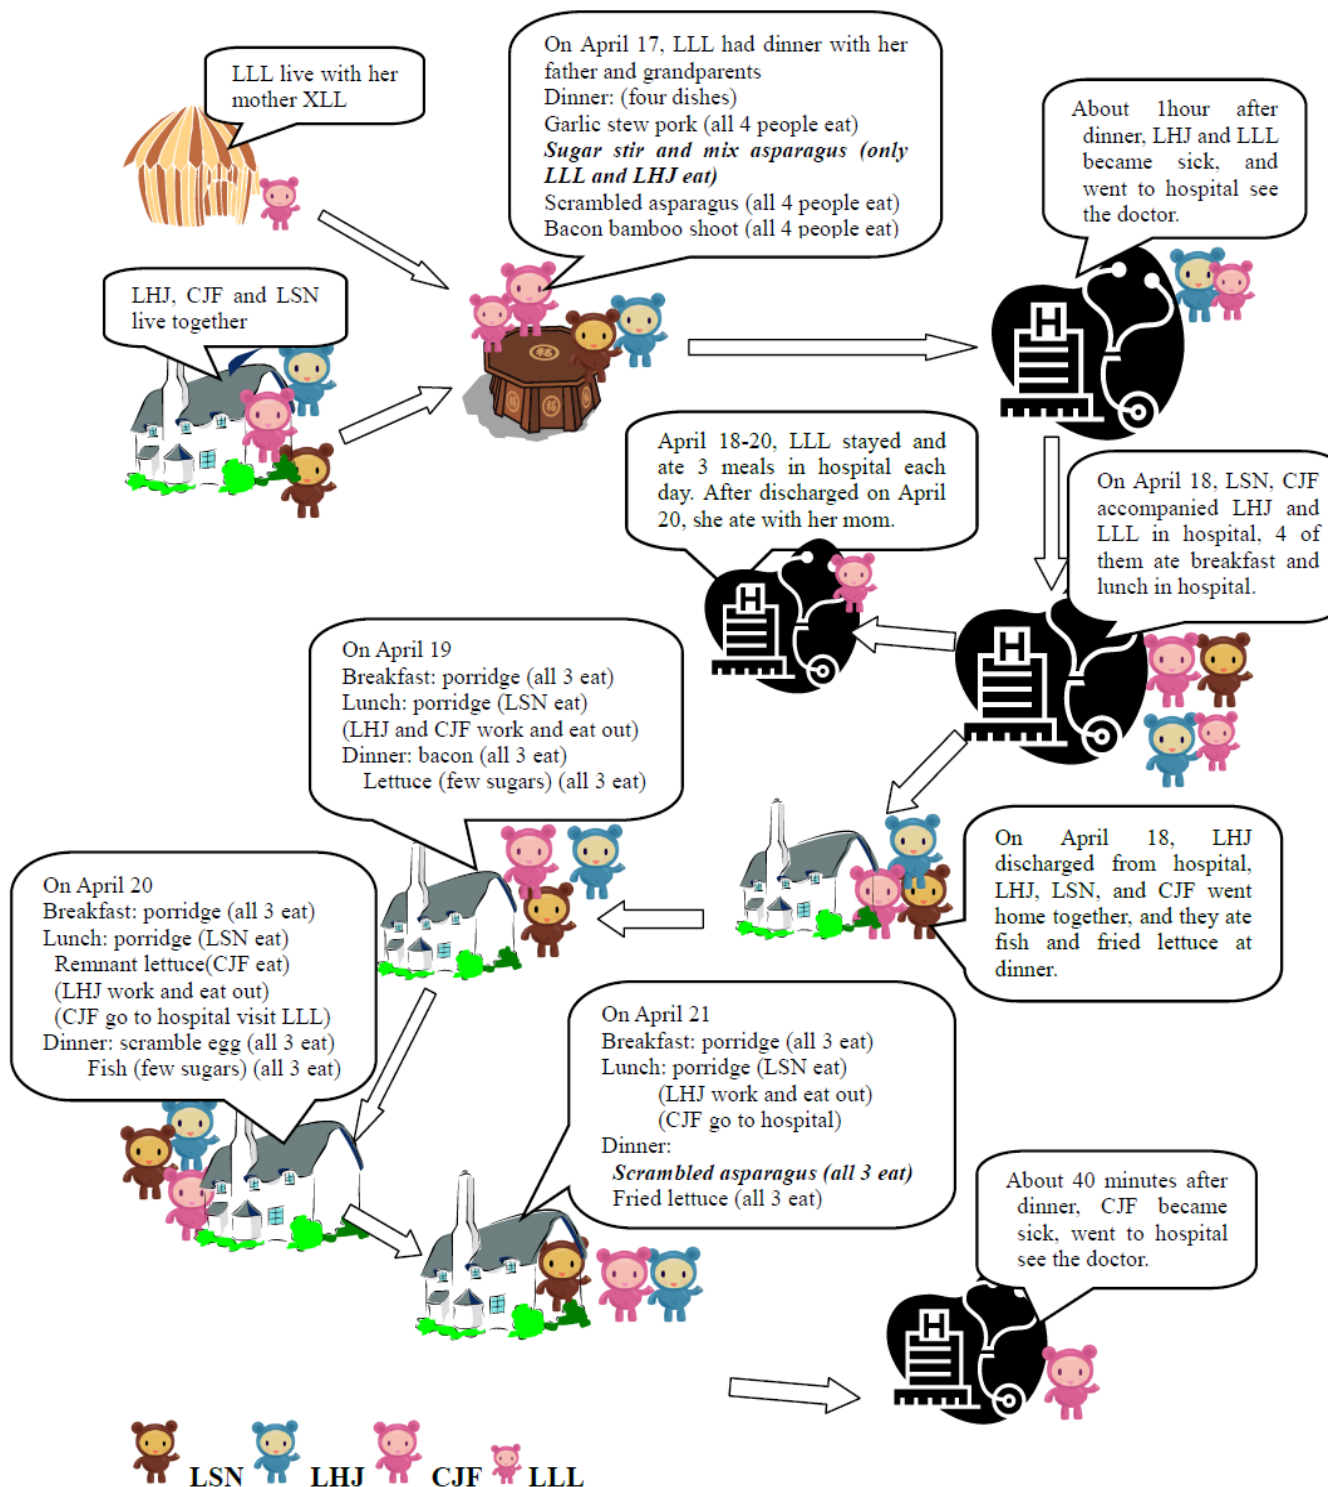 LLL live with her
mother XLL
On April 17, LLL had dinner with her
father and grandparents
Dinner: (four dishes)
Garlic stew pork (all 4 people eat)
Sugar stir and mix asparagus (only
LLL and LHJ eat)
Scrambled asparagus (all 4 people eat)
Bacon bamboo shoot (all 4 people eat)
About 1hour after
dinner, LHJ and LLL
became sick, and
went to hospital see
the doctor.
LHJ, CJF and LSN
live together
福
H
April 18-20, LLL stayed and
ate 3 meals in hospital each
day. After discharged on April
20, she ate with her mom.
On April 18, LSN, CJF
accompanied LHJ and
LLL in hospital, 4 of
them ate breakfast and
lunch in hospital.
H
H
On April 19
Breakfast: porridge (all 3 eat)
Lunch: porridge (LSN eat)
(LHJ and CJF work and eat out)
Dinner: bacon (all 3 eat)
Lettuce (few sugars) (all 3 eat)
On April 18, LHJ
discharged from hospital,
LHJ, LSN, and CJF went
home together, and they ate
fish and fried lettuce at
dinner.
On April 20
Breakfast: porridge (all 3 eat)
Lunch: porridge (LSN eat)
Remnant lettuce(CJF eat)
(LHJ work and eat out)
(CJF go to hospital visit LLL)
Dinner: scramble egg (all 3 eat)
Fish (few sugars) (all 3 eat)
On April 21
Breakfast: porridge (all 3 eat)
Lunch: porridge (LSN eat)
(LHJ work and eat out)
(CJF go to hospital)
Dinner:
Scrambled asparagus (all 3 eat)
Fried lettuce (all 3 eat)
About 40 minutes after
dinner, CJF became
sick, went to hospital
see the doctor.
H
LSN LHJ CJF LLL